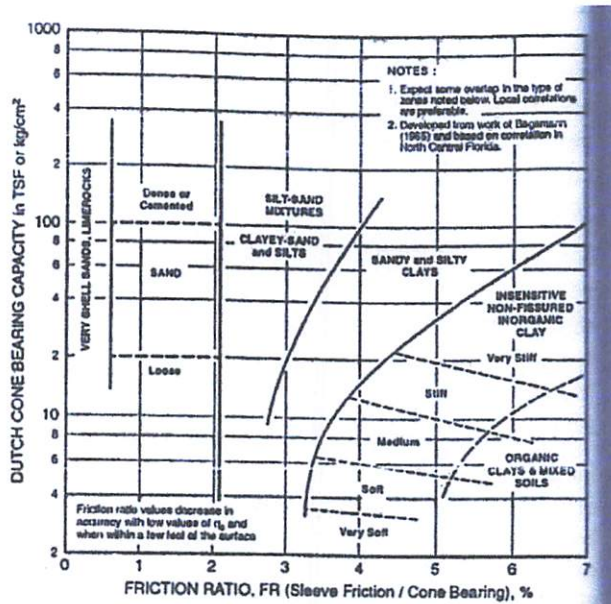 1000
8
6
4
2
100
8
6
4
2
10
8
6
4
2
DUTCH CONE BEARING CAPACITY in TSF or kg/cm²
NOTES :
1. Expect some overlap in the type of
zones noted below. Local correlations
are preferable.
2. Developed from work of Begemann
(1965) and based on correlation in
North Central Florida.
VERY SHELL SANDS, LIMEROCKS
Dense or
Cemented
SAND
Loose
SILT-SAND
MIXTURES
CLAYEY-SAND
and SILTS
SANDY and SILTY
CLAYS
INSENSITIVE
NON-FISSURED
INORGANIC
CLAY
Very Stiff
Stiff
Medium
Soft
Very Soft
ORGANIC
CLAYS & MIXED
SOILS
Friction ratio values decrease in
accuracy with low values of and
when within a few feet of the surface
0 1 2 3 4 5 6 7
FRICTION RATIO, FR (Sleeve Friction / Cone Bearing), %